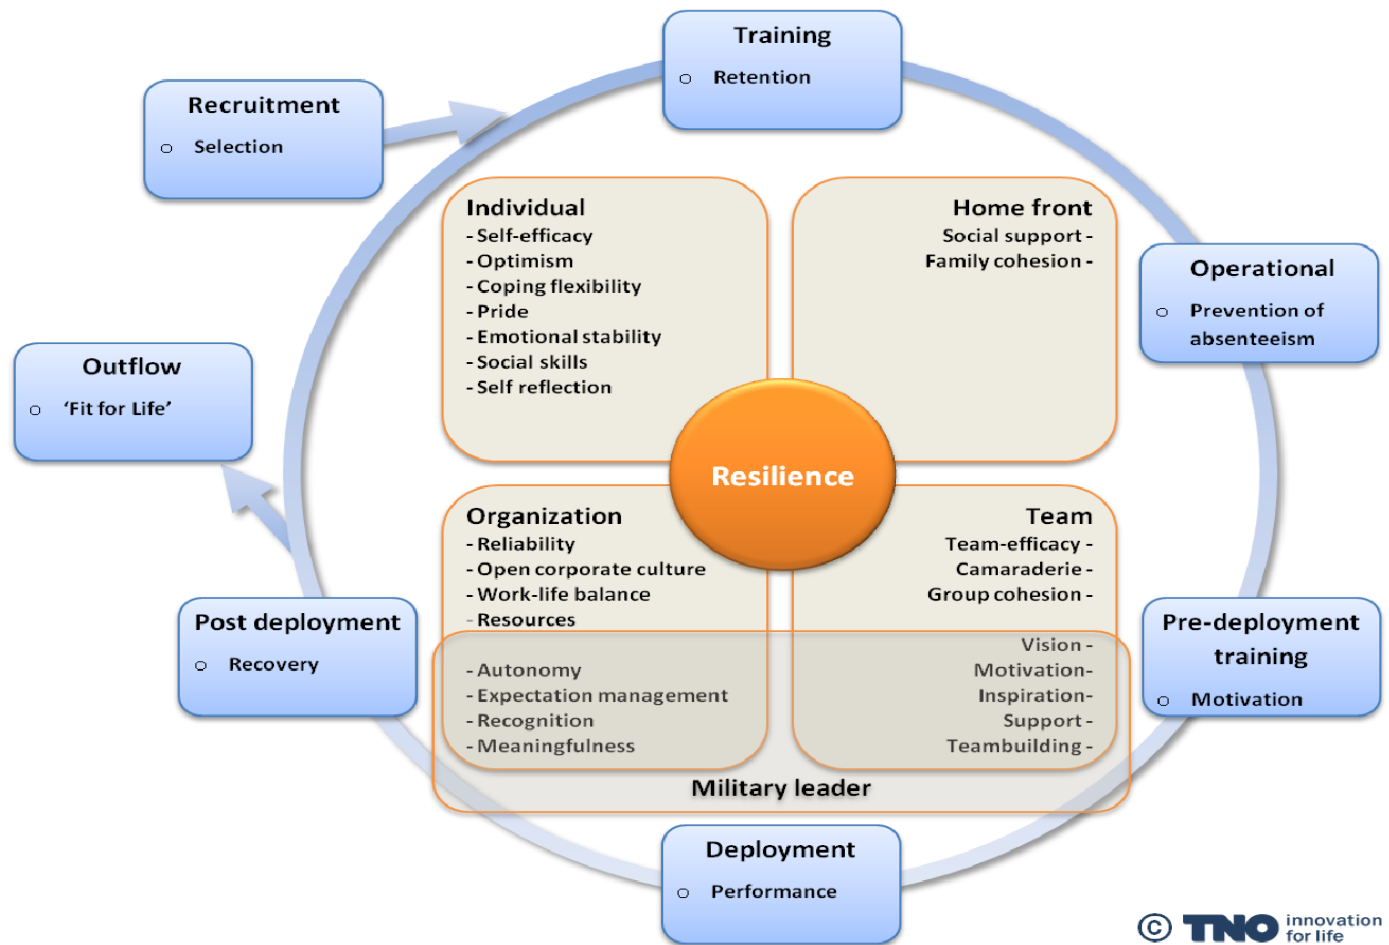 Training
o Retention
Recruitment
o Selection
Individual
- Self-efficacy
- Optimism
- Coping flexibility
- Pride
- Emotional stability
- Social skills
- Self reflection
Home front
Social support -
Family cohesion -
Operational
o Prevention of
absenteeism
Outflow
o 'Fit for Life'
Resilience
Organization
- Reliability
- Open corporate culture
- Work-life balance
- Resources
- Autonomy
- Expectation management
- Recognition
- Meaningfulness
Team
Team-efficacy -
Camaraderie -
Group cohesion -
Vision -
Motivation-
Inspiration-
Support -
Teambuilding -
Military leader
Post deployment
o Recovery
Pre-deployment
training
o Motivation
Deployment
o Performance
© TNO innovation
for life